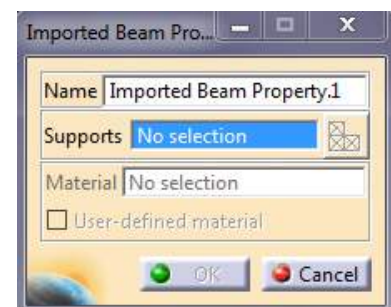 Imported Beam Pro...
Name Imported Beam Property.1
Supports No selection
Material No selection
User-defined material
OK Cancel